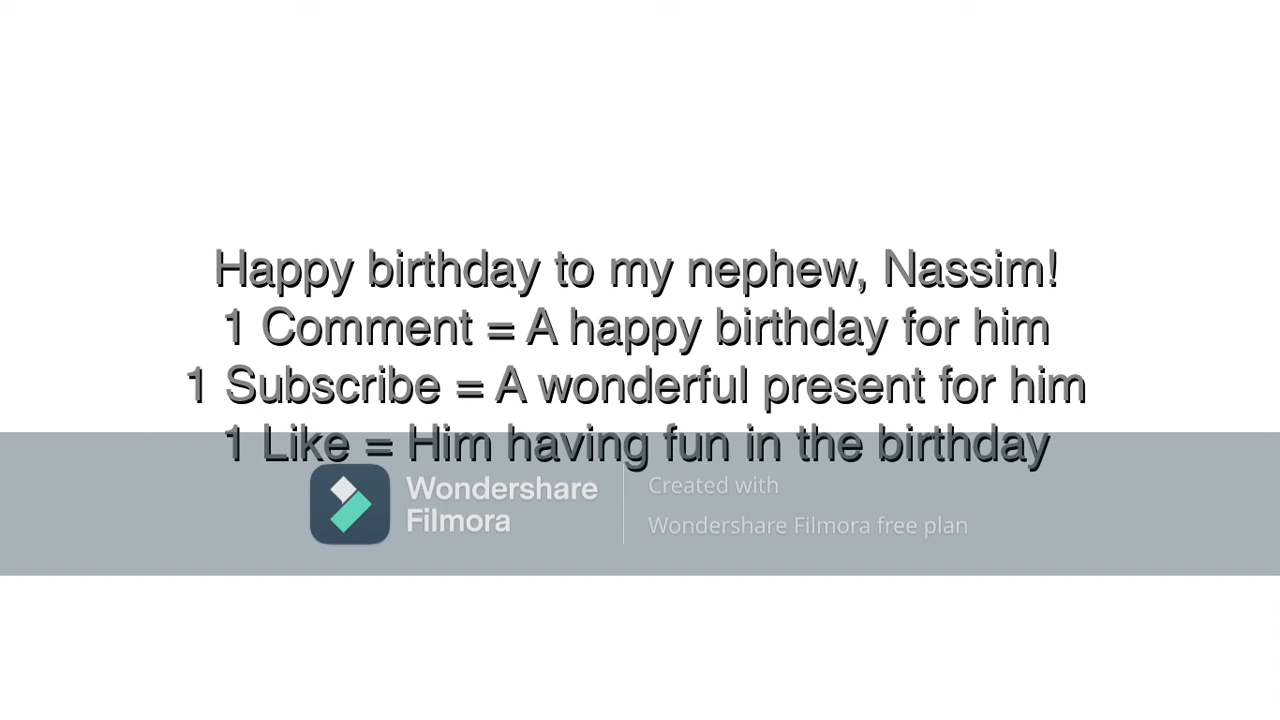 Happy birthday to my nephew, Nassim!
1 Comment = A happy birthday for him
1 Subscribe = A wonderful present for him
1 Like = Him having fun in the birthday
Wondershare
Filmora
Created with
Wondershare Filmora free plan